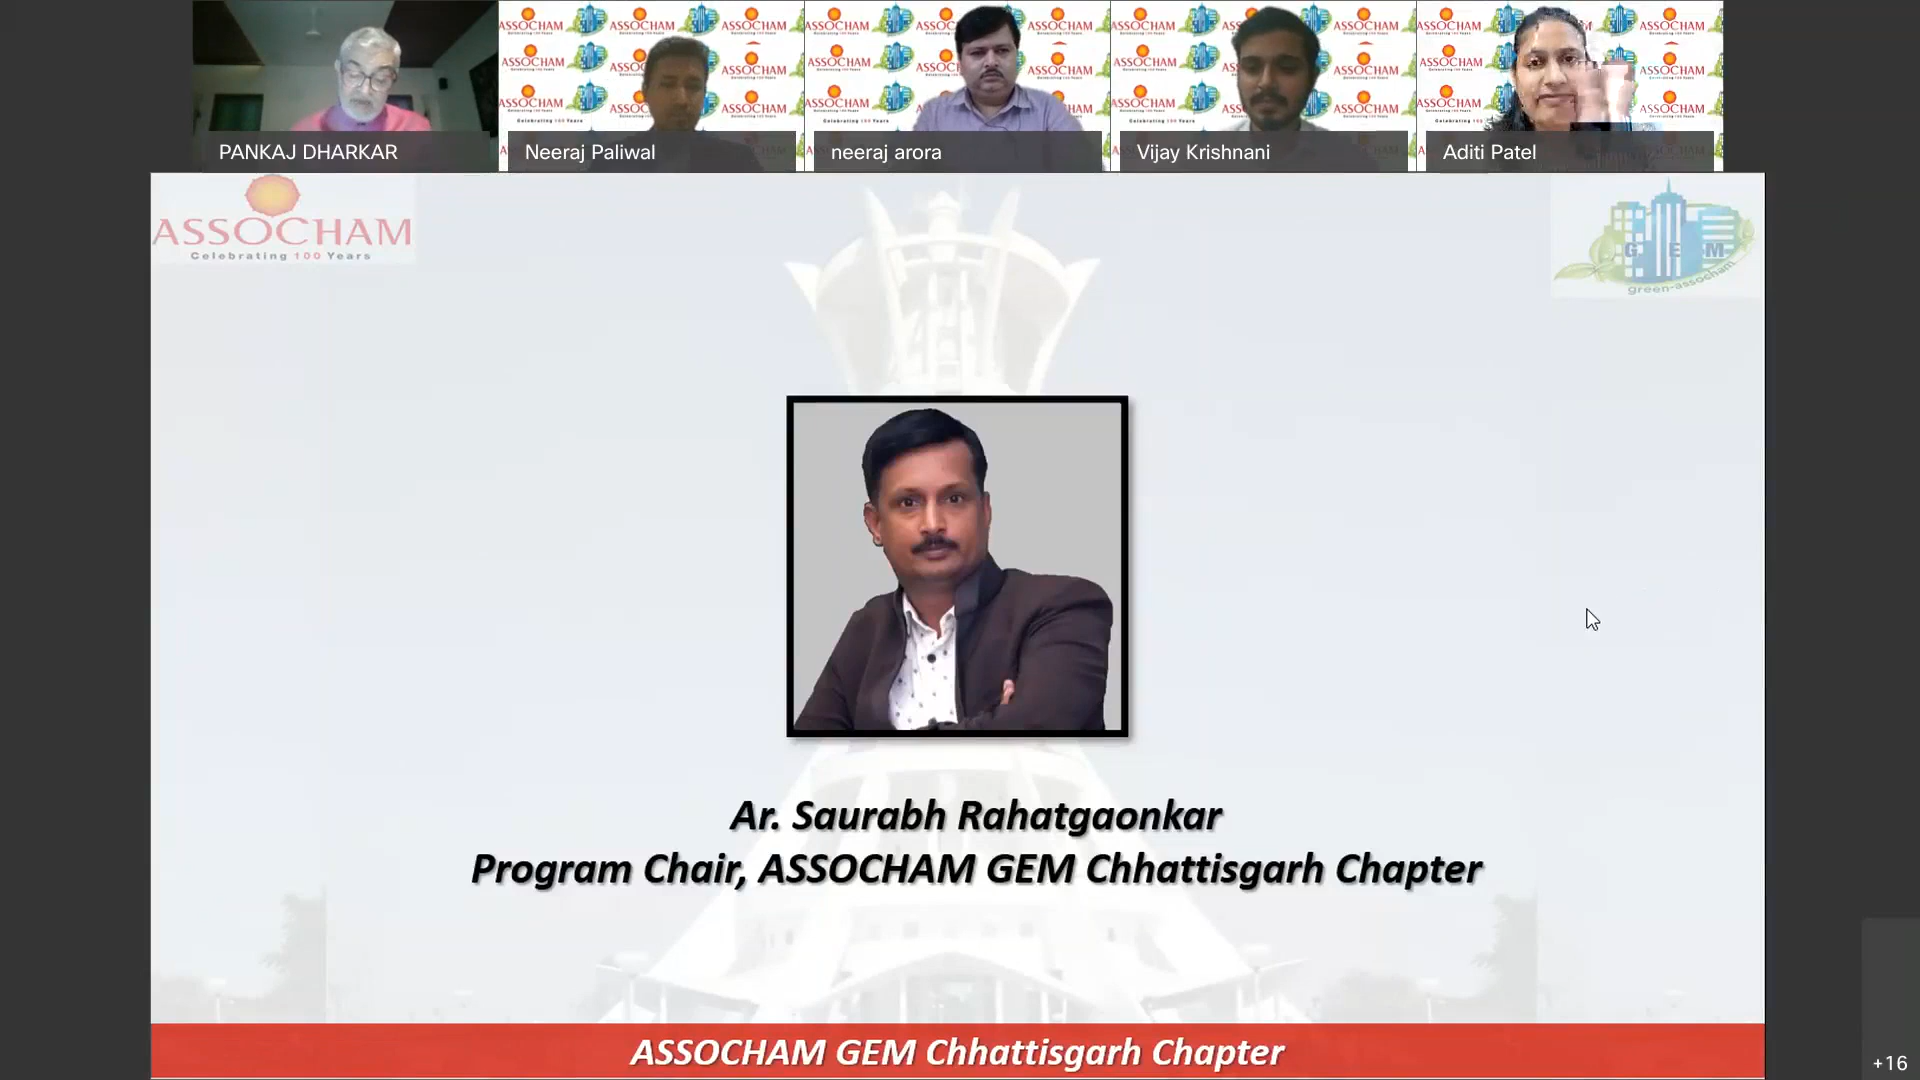 PANKAJ DHARKAR
Neeraj Paliwal
neeraj arora
Vijay Krishnani
Aditi Patel
ASSOCHAM
Celebrating 100 Years
GEM
green-assocham
Ar. Saurabh Rahatgaonkar
Program Chair, ASSOCHAM GEM Chhattisgarh Chapter
ASSOCHAM GEM Chhattisgarh Chapter
+16